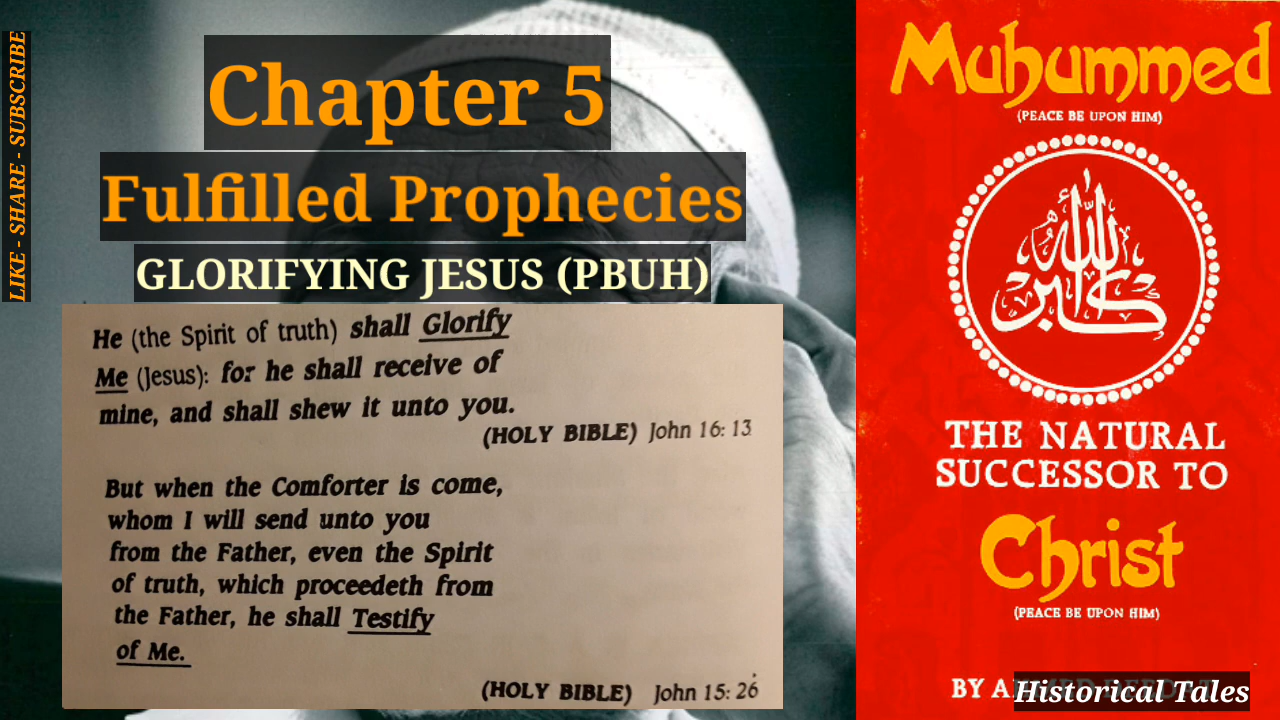 LIKE - SHARE - SUBSCRIBE
Chapter 5
Fulfilled Prophecies
GLORIFYING JESUS (PBUH)
He (the Spirit of truth) shall Glorify
Me (Jesus): for he shall receive of
mine, and shall shew it unto you.
(HOLY BIBLE) John 16: 13
But when the Comforter is come,
whom I will send unto you
from the Father, even the Spirit
of truth, which proceedeth from
the Father, he shall Testify
of Me.
(HOLY BIBLE) John 15: 26
Muhummed
(PEACE BE UPON HIM)
الله أكبر
THE NATURAL
SUCCESSOR TO
Christ
(PEACE BE UPON HIM)
BY
Historical Tales